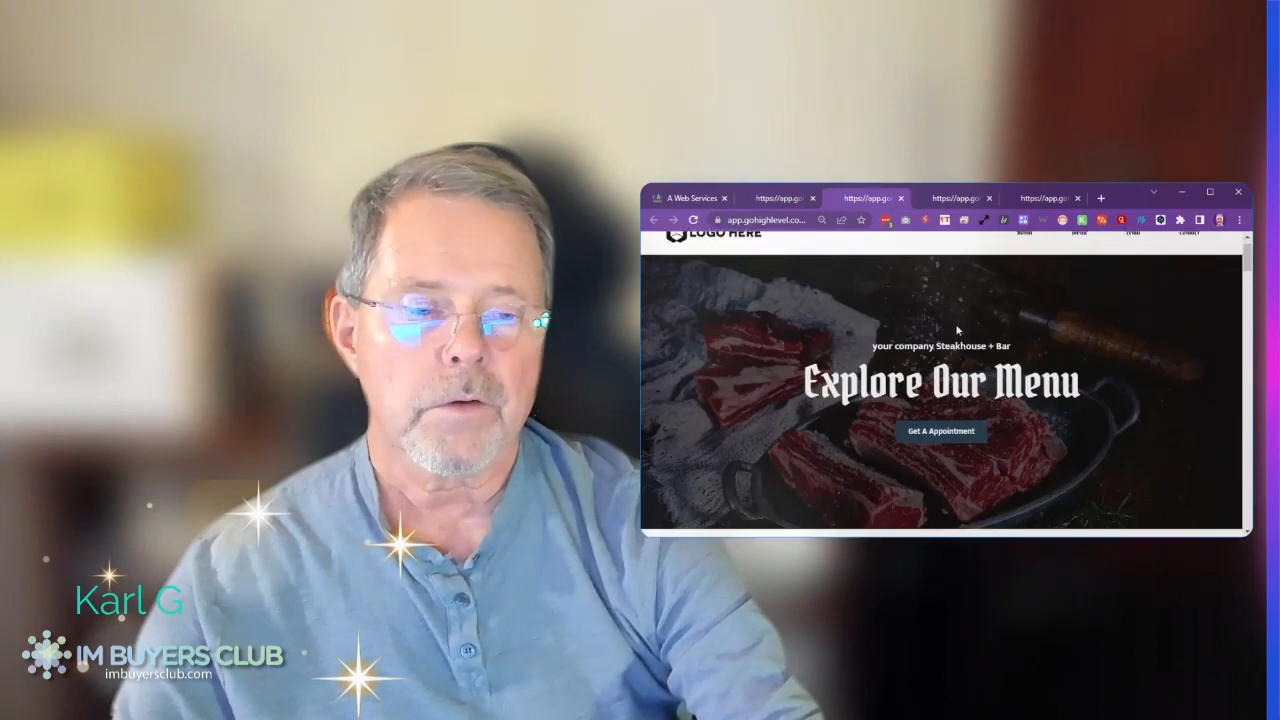 A Web Services
https://app.go
https://app.go
https://app.go
https://app.go
app.gohighlevel.co...
LOGO HERE
your company Steakhouse + Bar
Explore Our Menu
Get A Appointment
Karl G
IM BUYERS CLUB
imbuyersclub.com